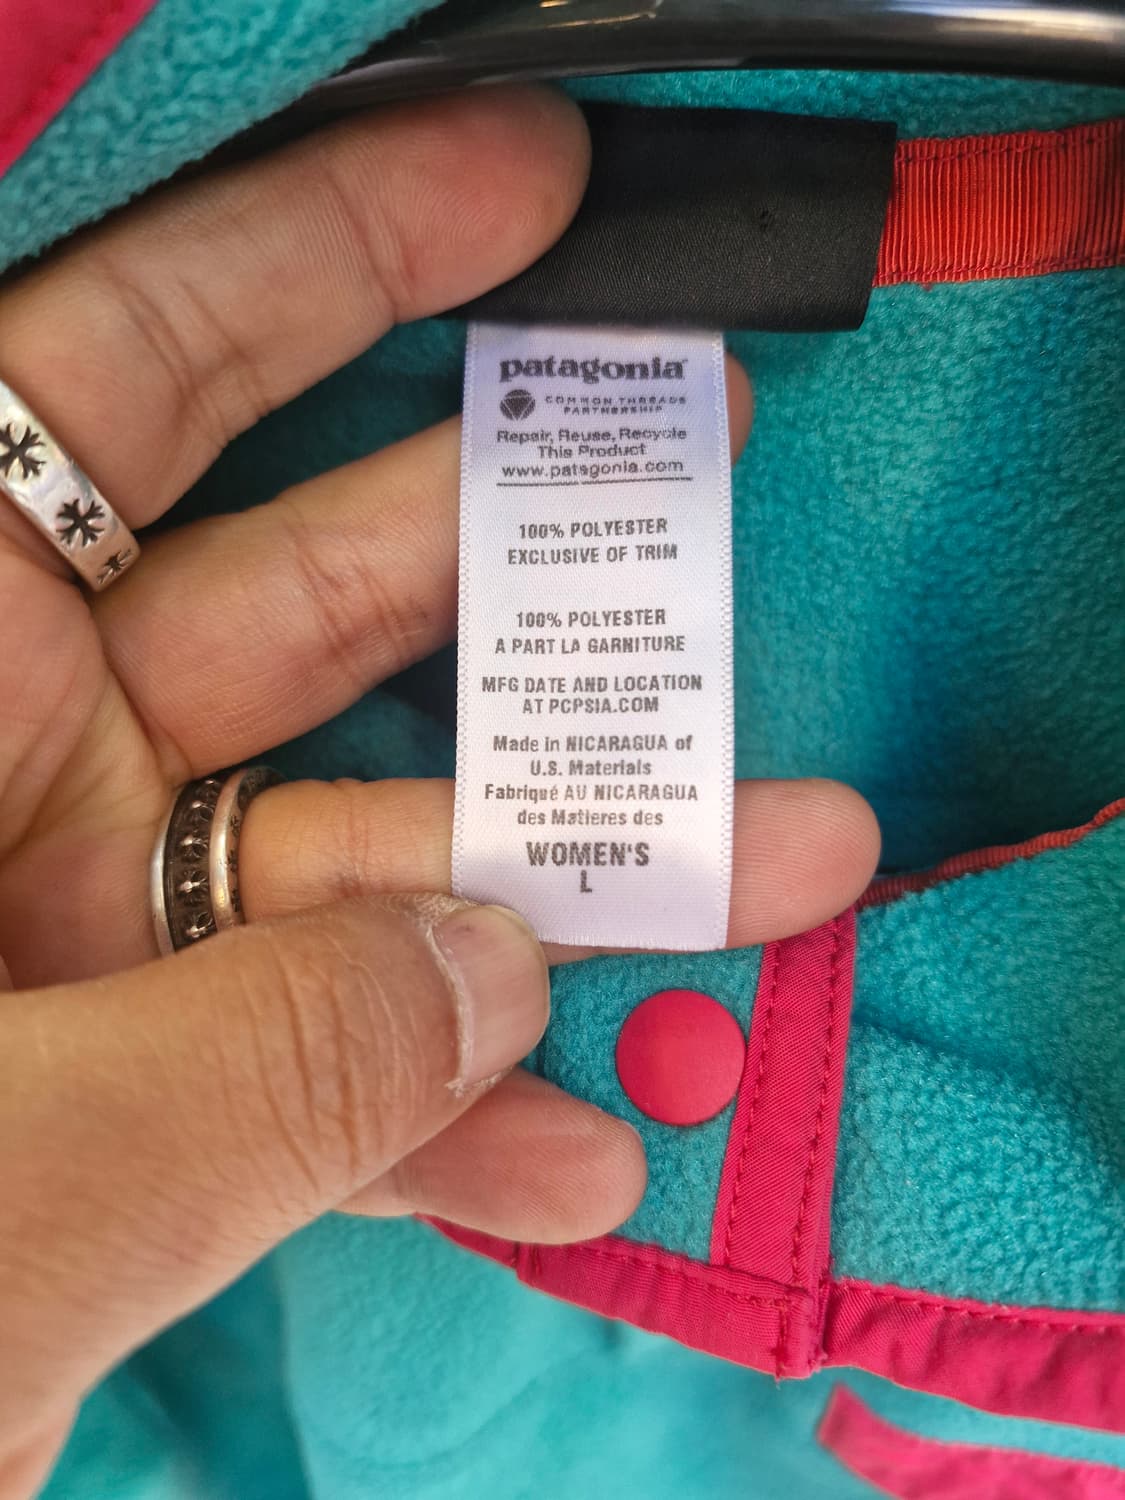 patagonia
COMMON THREADS
PARTNERSHIP
Repair, Reuse, Recycle
This Product
www.patagonia.com
100% POLYESTER
EXCLUSIVE OF TRIM
100% POLYESTER
A PART LA GARNITURE
MFG DATE AND LOCATION
AT PCPSIA.COM
Made in NICARAGUA of
U.S. Materials
Fabriqué AU NICARAGUA
des Matieres des
WOMEN'S
L